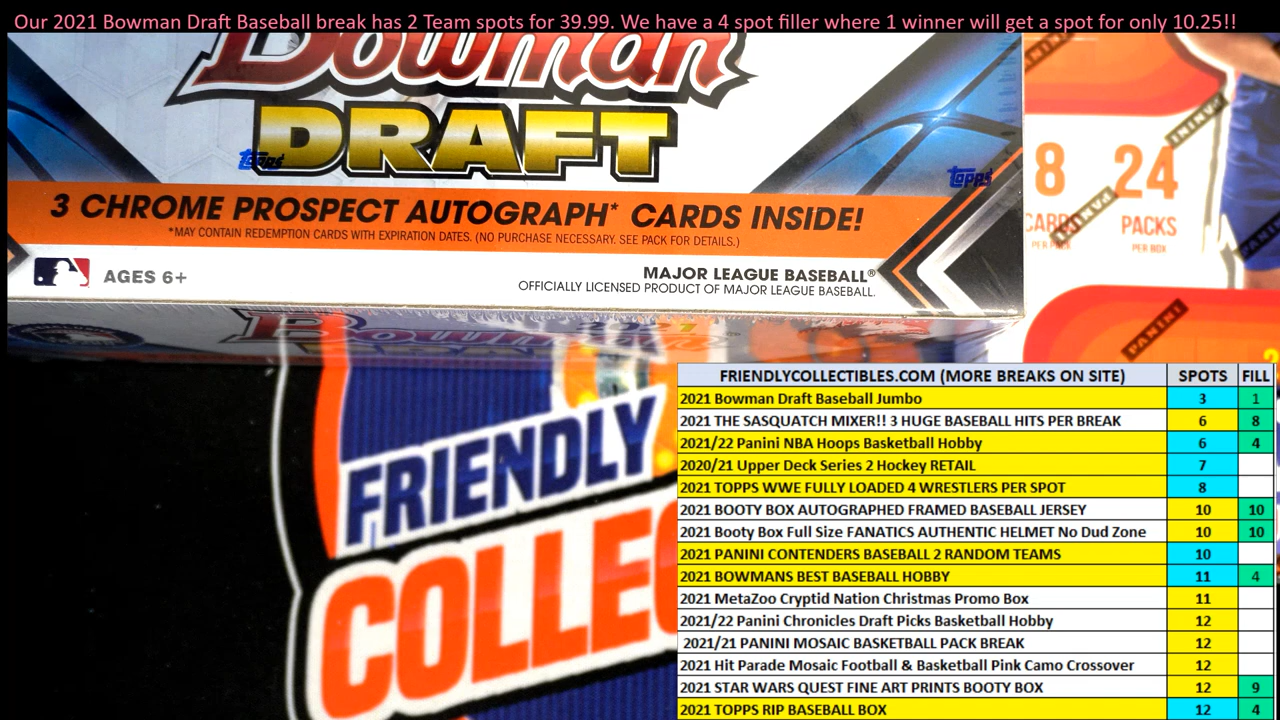 Our 2021 Bowman Draft Baseball break has 2 Team spots for 39.99. We have a 4 spot filler where 1 winner will get a spot for only 10.25!!
Bowman
DRAFT
Topps
Topps
3 CHROME PROSPECT AUTOGRAPH* CARDS INSIDE!
*MAY CONTAIN REDEMPTION CARDS WITH EXPIRATION DATES. (NO PURCHASE NECESSARY. SEE PACK FOR DETAILS.)
AGES 6+
MAJOR LEAGUE BASEBALL®
OFFICIALLY LICENSED PRODUCT OF MAJOR LEAGUE BASEBALL.
8
CARDS
PER PACK
24
PACKS
PER BOX
PANINI
PANINI
PANINI
PANINI
FRIENDLY
COLLE
FRIENDLYCOLLECTIBLES.COM (MORE BREAKS ON SITE) SPOTS FILL
2021 Bowman Draft Baseball Jumbo 3 1
2021 THE SASQUATCH MIXER!! 3 HUGE BASEBALL HITS PER BREAK 6 8
2021/22 Panini NBA Hoops Basketball Hobby 6 4
2020/21 Upper Deck Series 2 Hockey RETAIL 7
2021 TOPPS WWE FULLY LOADED 4 WRESTLERS PER SPOT 8
2021 BOOTY BOX AUTOGRAPHED FRAMED BASEBALL JERSEY 10 10
2021 Booty Box Full Size FANATICS AUTHENTIC HELMET No Dud Zone 10 10
2021 PANINI CONTENDERS BASEBALL 2 RANDOM TEAMS 10
2021 BOWMANS BEST BASEBALL HOBBY 11 4
2021 MetaZoo Cryptid Nation Christmas Promo Box 11
2021/22 Panini Chronicles Draft Picks Basketball Hobby 12
2021/21 PANINI MOSAIC BASKETBALL PACK BREAK 12
2021 Hit Parade Mosaic Football & Basketball Pink Camo Crossover 12
2021 STAR WARS QUEST FINE ART PRINTS BOOTY BOX 12 9
2021 TOPPS RIP BASEBALL BOX 12 4